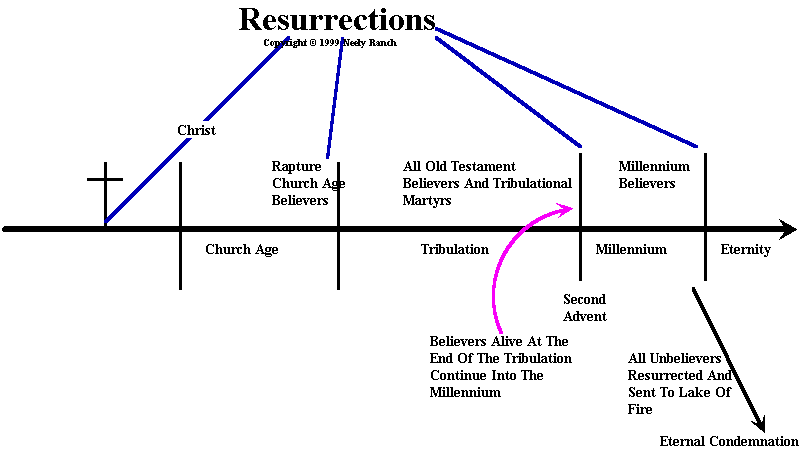 Resurrections
Copyright © 1999 Neely Ranch
Christ
Rapture
Church Age
Believers
All Old Testament
Believers And Tribulational
Martyrs
Millennium
Believers
Church Age
Tribulation
Millennium
Eternity
Second
Advent
Believers Alive At The
End Of The Tribulation
Continue Into The
Millennium
All Unbelievers
Resurrected And
Sent To Lake Of
Fire
Eternal Condemnation